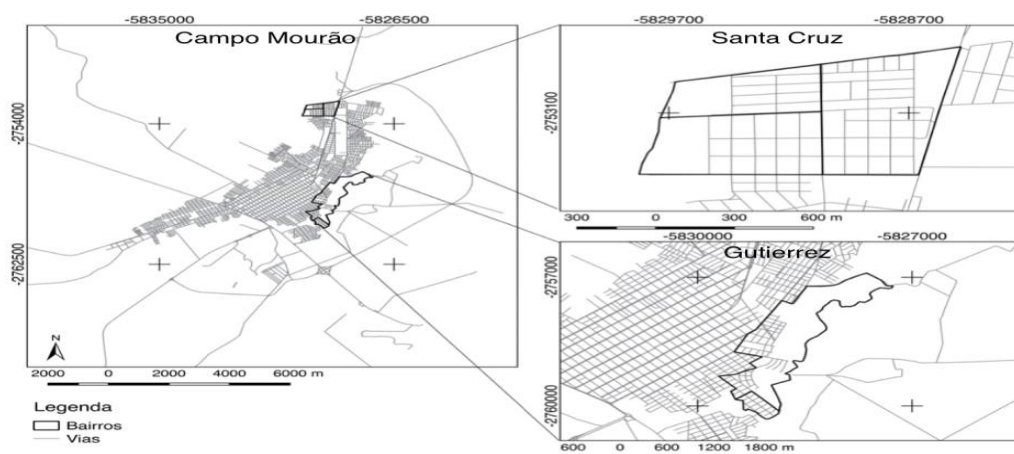 -5835000 -5826500
Campo Mourão
-2754000
-2762500
N
2000 0 2000 4000 6000 m
Legenda
Bairros
Vias
-5829700 -5828700
Santa Cruz
-2753100
300 0 300 600 m
-5830000 -5827000
Gutierrez
-2757000
-2760000
600 0 600 1200 1800 m